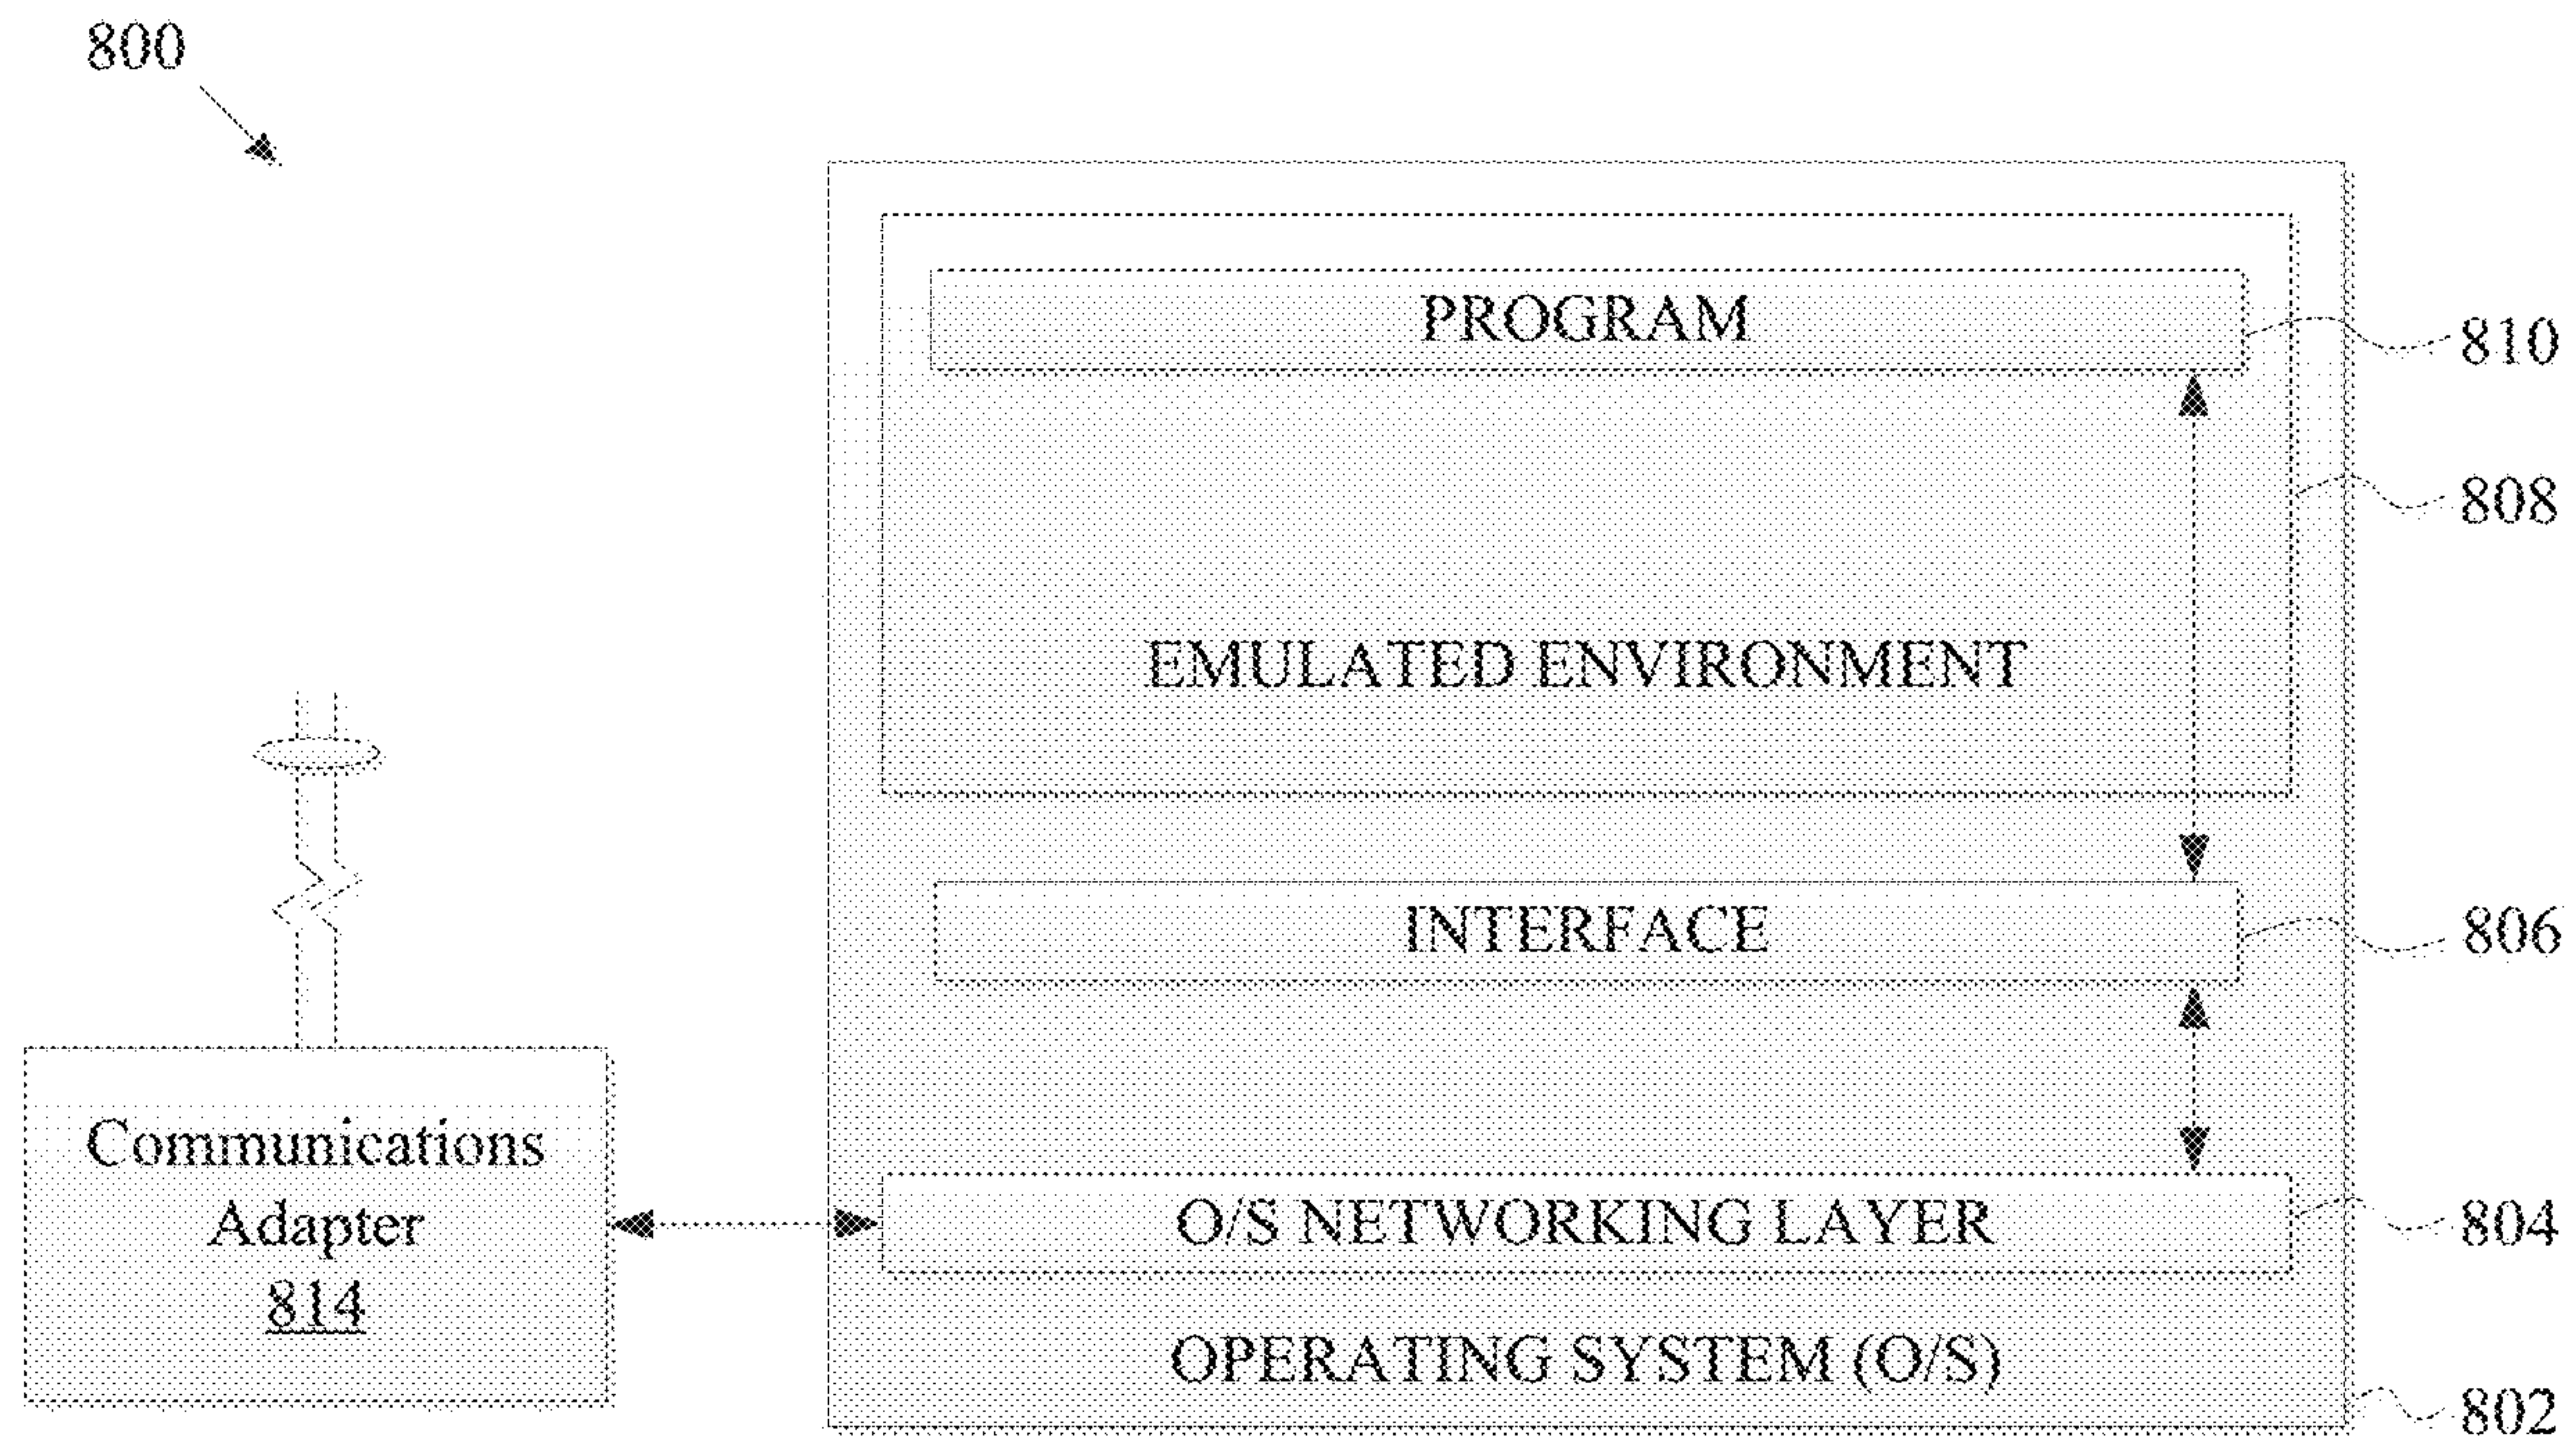 800
PROGRAM
810
808
EMULATED ENVIRONMENT
INTERFACE
806
Communications
Adapter
814
O/S NETWORKING LAYER
804
OPERATING SYSTEM (O/S)
802